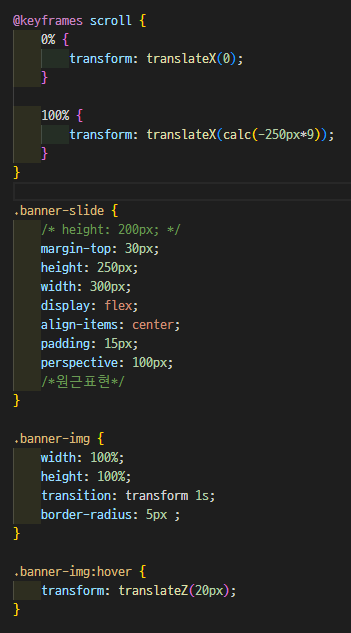 @keyframes scroll {
    0% {
        transform: translateX(0);
    }

    100% {
        transform: translateX(calc(-250px*9));
    }
}

.banner-slide {
    /* height: 200px; */
    margin-top: 30px;
    height: 250px;
    width: 300px;
    display: flex;
    align-items: center;
    padding: 15px;
    perspective: 100px;
    /*원근표현*/
}

.banner-img {
    width: 100%;
    height: 100%;
    transition: transform 1s;
    border-radius: 5px ;
}

.banner-img:hover {
    transform: translateZ(20px);
}